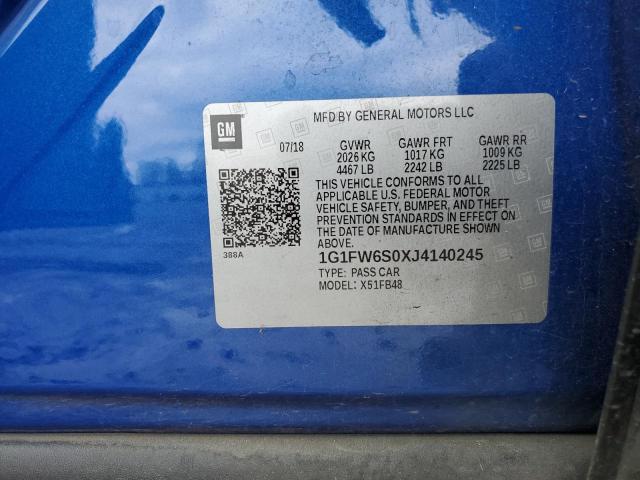 GM
MFD BY GENERAL MOTORS LLC
07/18 GVWR GAWR FRT GAWR RR
2026 KG 1017 KG 1009 KG
4467 LB 2242 LB 2225 LB
THIS VEHICLE CONFORMS TO ALL
APPLICABLE U.S. FEDERAL MOTOR
VEHICLE SAFETY, BUMPER, AND THEFT
PREVENTION STANDARDS IN EFFECT ON
THE DATE OF MANUFACTURE SHOWN
ABOVE.
388A
1G1FW6S0XJ4140245
TYPE: PASS CAR
MODEL: X51FB48